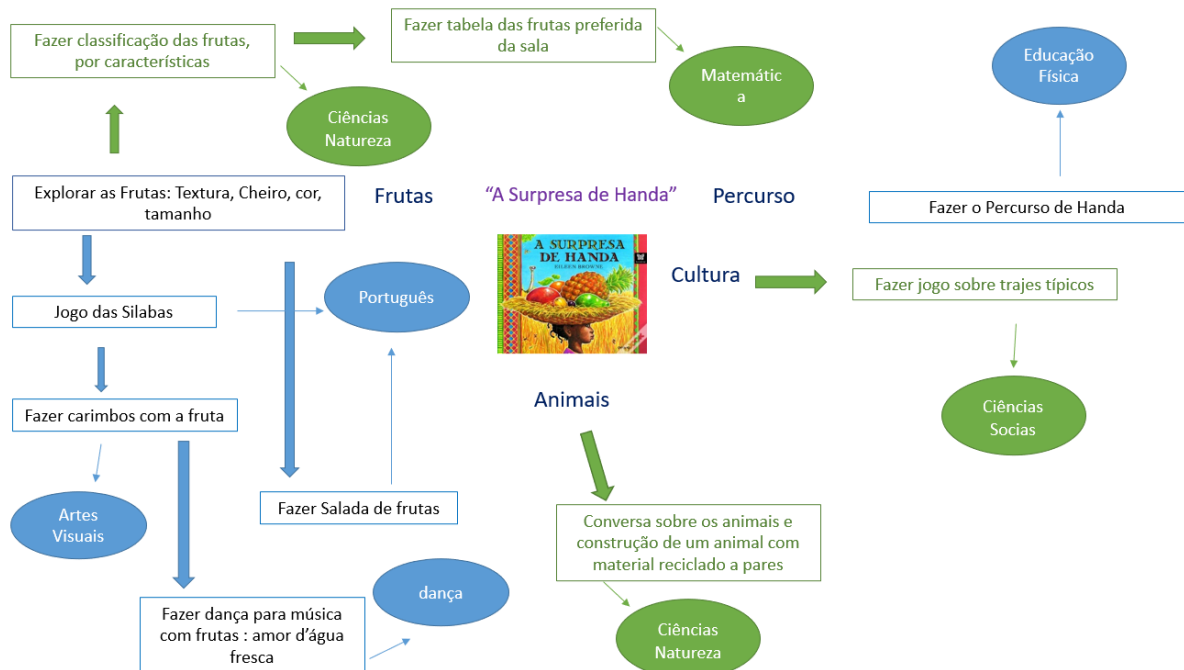 Fazer classificação das frutas,
por características
Fazer tabela das frutas preferida
da sala
Educação
Física
Matemátic
a
Ciências
Natureza
Explorar as Frutas: Textura, Cheiro, cor,
tamanho
Frutas
"A Surpresa de Handa"
Percurso
Fazer o Percurso de Handa
A SURPRESA
DE HANDA
EILEEN BROWNE
Cultura
Fazer jogo sobre trajes típicos
Português
Jogo das Silabas
Animais
Fazer carimbos com a fruta
Ciências
Socias
Artes
Visuais
Fazer Salada de frutas
Conversa sobre os animais e
construção de um animal com
material reciclado a pares
dança
Fazer dança para música
com frutas : amor d'água
fresca
Ciências
Natureza